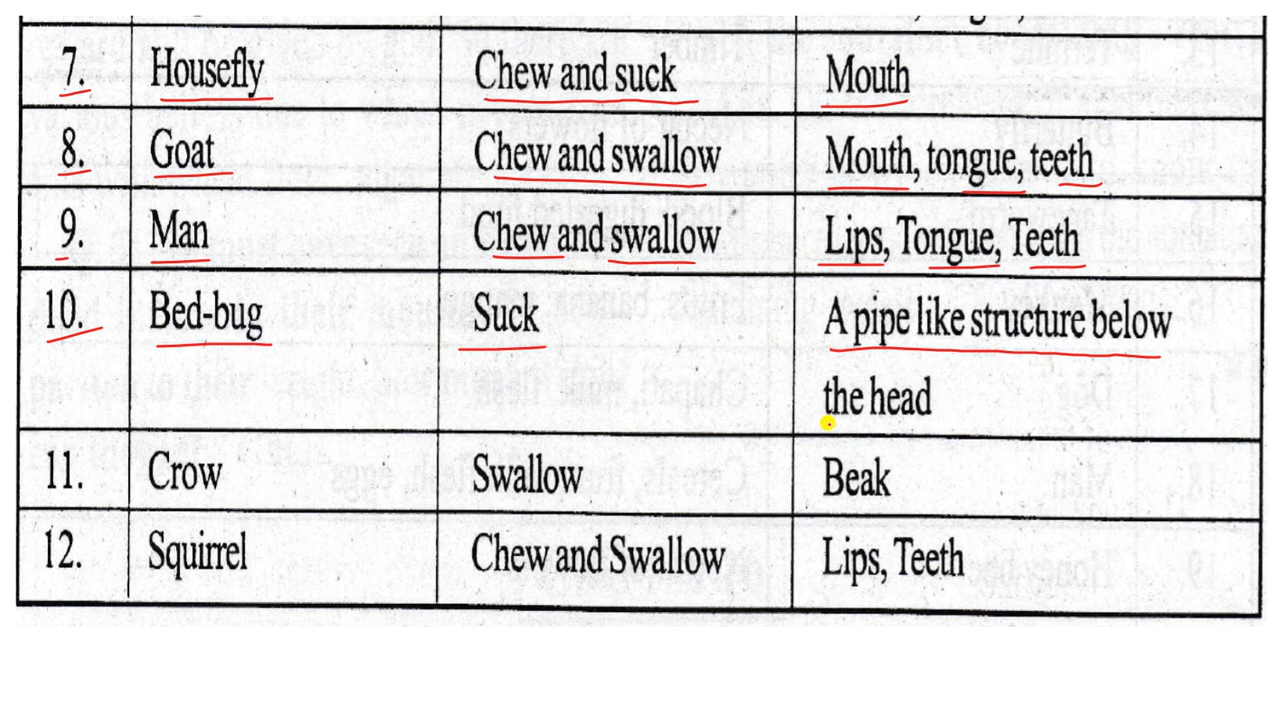 7. Housefly Chew and suck Mouth
8. Goat Chew and swallow Mouth, tongue, teeth
9. Man Chew and swallow Lips, Tongue, Teeth
10. Bed-bug Suck A pipe like structure below
the head
11. Crow Swallow Beak
12. Squirrel Chew and Swallow Lips, Teeth